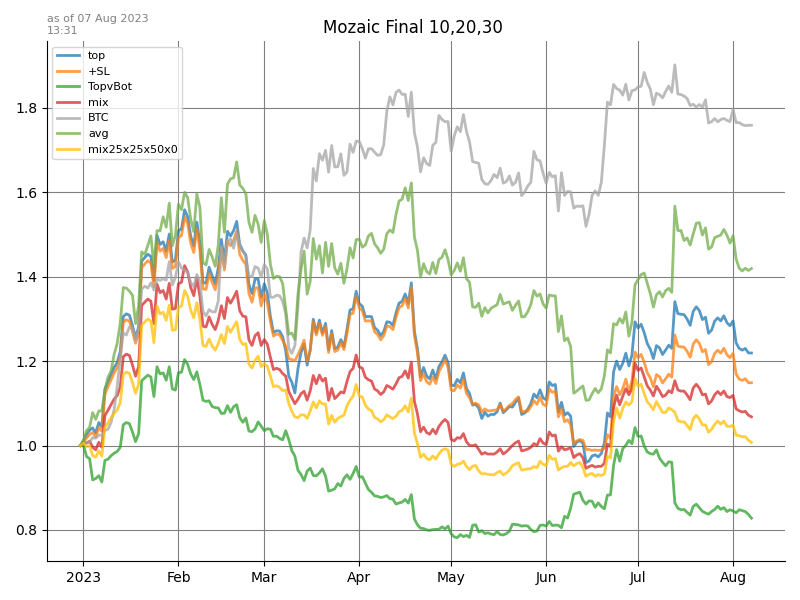 as of 07 Aug 2023
13:31
Mozaic Final 10,20,30
top
+SL
TopvBot
mix
BTC
avg
mix25x25x50x0
1.8
1.6
1.4
1.2
1.0
0.8
2023 Feb Mar Apr May Jun Jul Aug